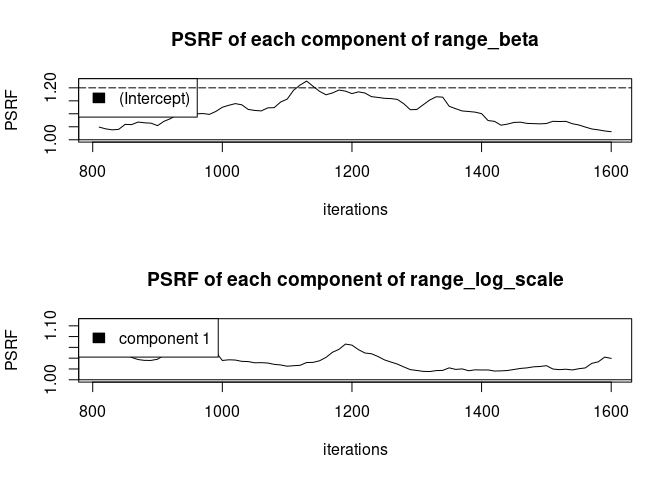 PSRF of each component of range_beta
PSRF
1.20
1.00
(Intercept)
800 1000 1200 1400 1600
iterations
PSRF of each component of range_log_scale
PSRF
1.10
1.00
component 1
800 1000 1200 1400 1600
iterations